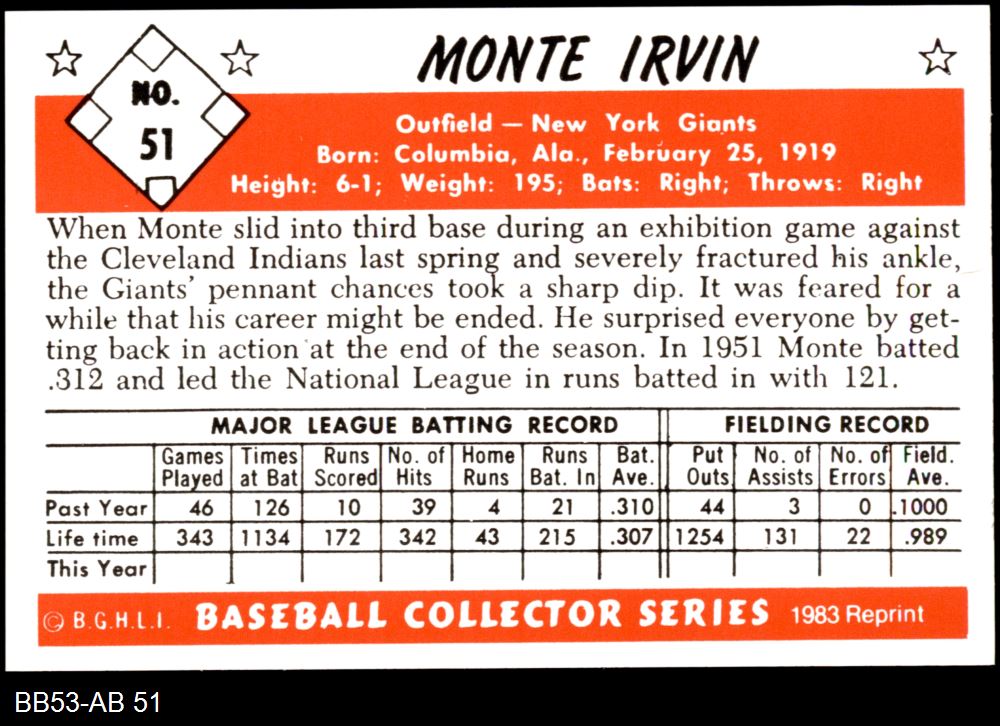 MONTE IRVIN
NO.
51
Outfield — New York Giants
Born: Columbia, Ala., February 25, 1919
Height: 6-1; Weight: 195; Bats: Right; Throws: Right
When Monte slid into third base during an exhibition game against
the Cleveland Indians last spring and severely fractured his ankle,
the Giants' pennant chances took a sharp dip. It was feared for a
while that his career might be ended. He surprised everyone by get-
ting back in action at the end of the season. In 1951 Monte batted
.312 and led the National League in runs batted in with 121.
MAJOR LEAGUE BATTING RECORD FIELDING RECORD
Games Times Runs No. of Home Runs Bat. Put No. of No. of Field.
Played at Bat Scored Hits Runs Bat. In Ave. Outs Assists Errors Ave.
Past Year 46 126 10 39 4 21 .310 44 3 0 .1000
Life time 343 1134 172 342 43 215 .307 1254 131 22 .989
This Year
© B.G.H.L.I. BASEBALL COLLECTOR SERIES 1983 Reprint
BB53-AB 51